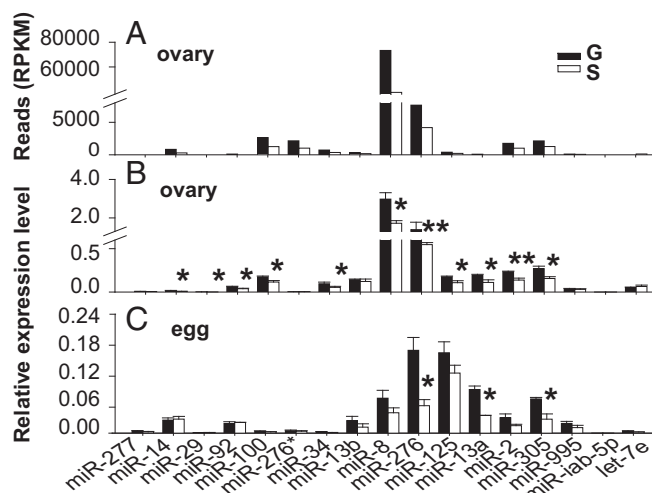 A
ovary
G
S
Reads (RPKM)
80000
60000
5000
0
B
ovary
Relative expression level
4.0
2.0
0.5
0.0
* * * * * * ** * * ** *
C
egg
0.24
0.18
0.12
0.06
0
* * *
miR-277
miR-14
miR-29
miR-92
miR-100
miR-276*
miR-34
miR-13b
miR-8
miR-276
miR-125
miR-13a
miR-2
miR-305
miR-995
miR-iab-5p
let-7e